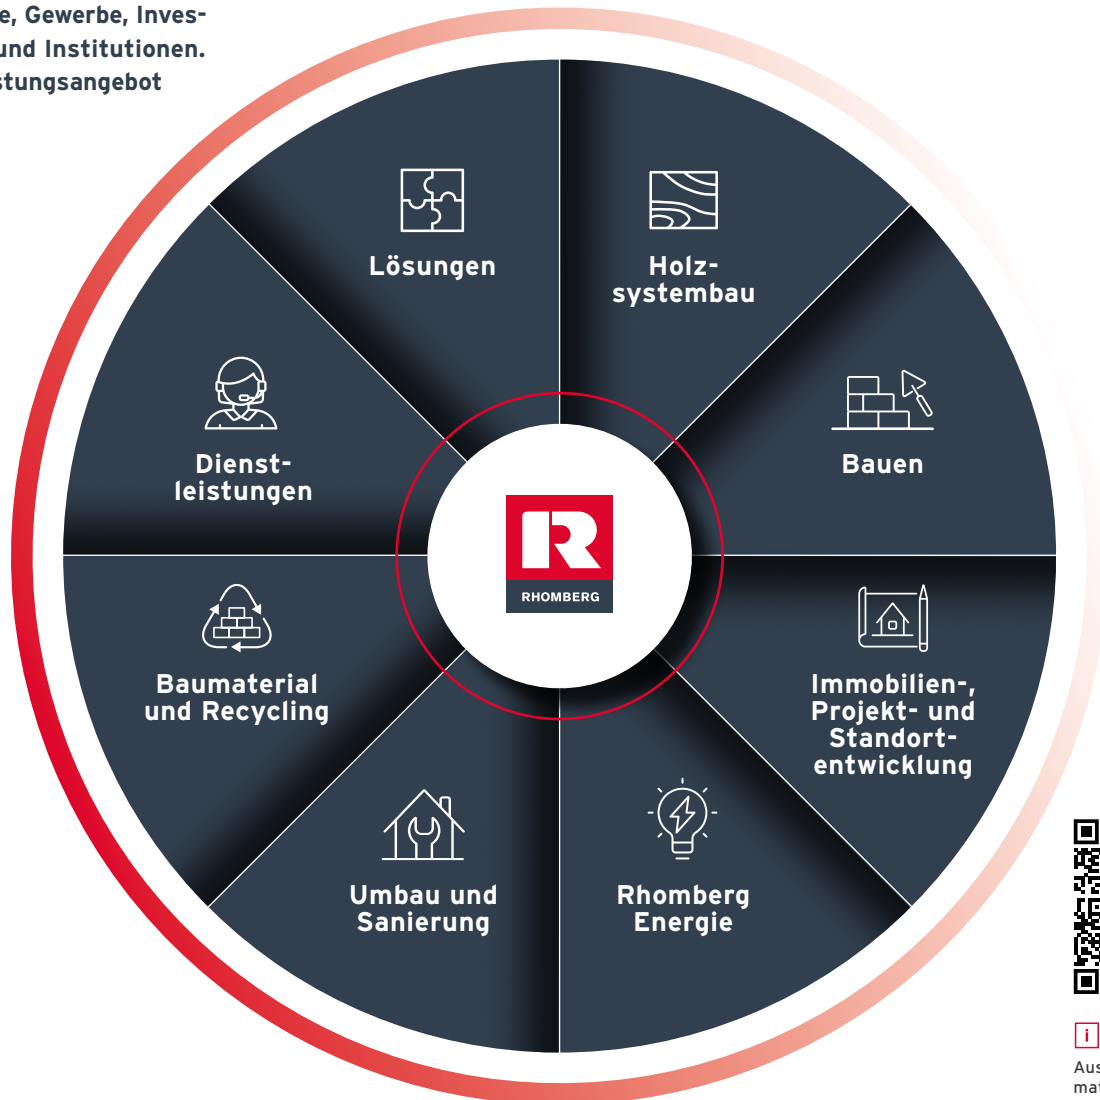 e, Gewerbe, Inves-
und Institutionen.
stungsangebot
Lösungen
Holz-
systembau
Dienst-
leistungen
Bauen
R
RHOMBERG
Baumaterial
und Recycling
Immobilien-,
Projekt- und
Standort-
entwicklung
Umbau und
Sanierung
Rhomberg
Energie
i
Aus
mat